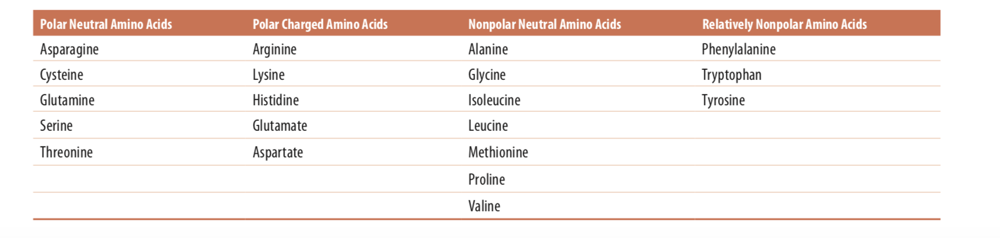 Polar Neutral Amino Acids Polar Charged Amino Acids Nonpolar Neutral Amino Acids Relatively Nonpolar Amino Acids
Asparagine Arginine Alanine Phenylalanine
Cysteine Lysine Glycine Tryptophan
Glutamine Histidine Isoleucine Tyrosine
Serine Glutamate Leucine
Threonine Aspartate Methionine
Proline
Valine